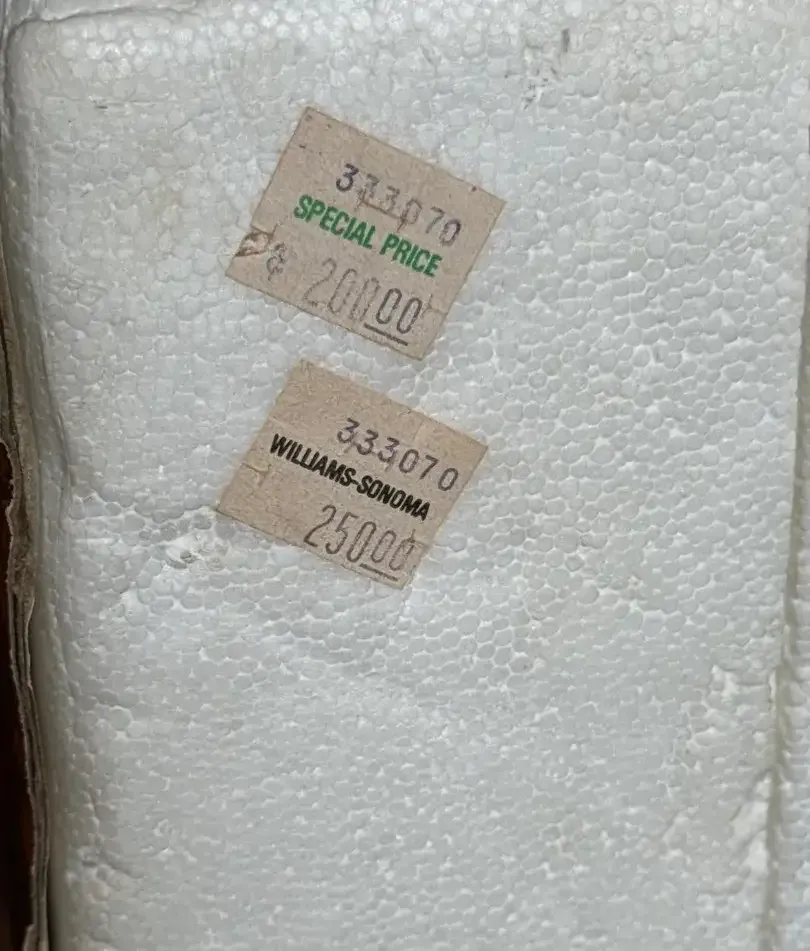 333070
SPECIAL PRICE
200.00
333070
WILLIAMS-SONOMA
250.00